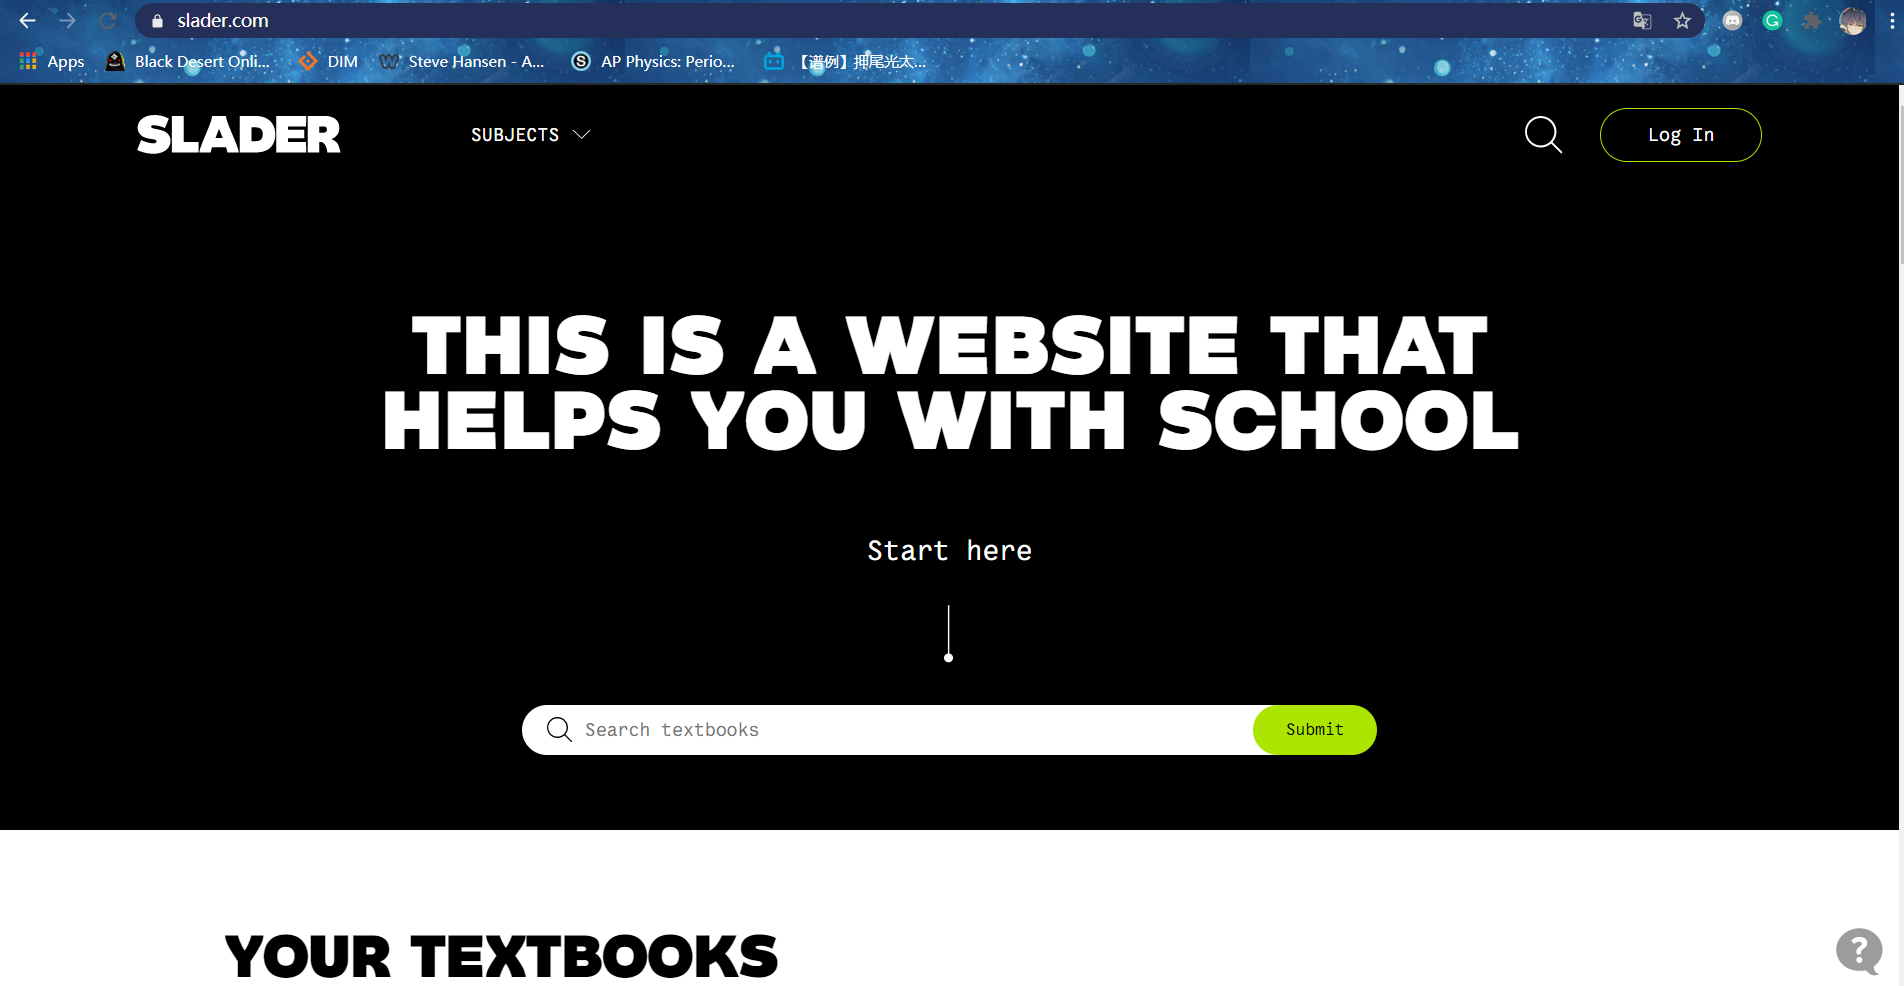 slader.com
Apps
Black Desert Onli...
DIM
Steve Hansen - A...
AP Physics: Perio...
【谱例】押尾光太...
SLADER
SUBJECTS
Log In
THIS IS A WEBSITE THAT
HELPS YOU WITH SCHOOL
Start here
Search textbooks
Submit
YOUR TEXTBOOKS
?